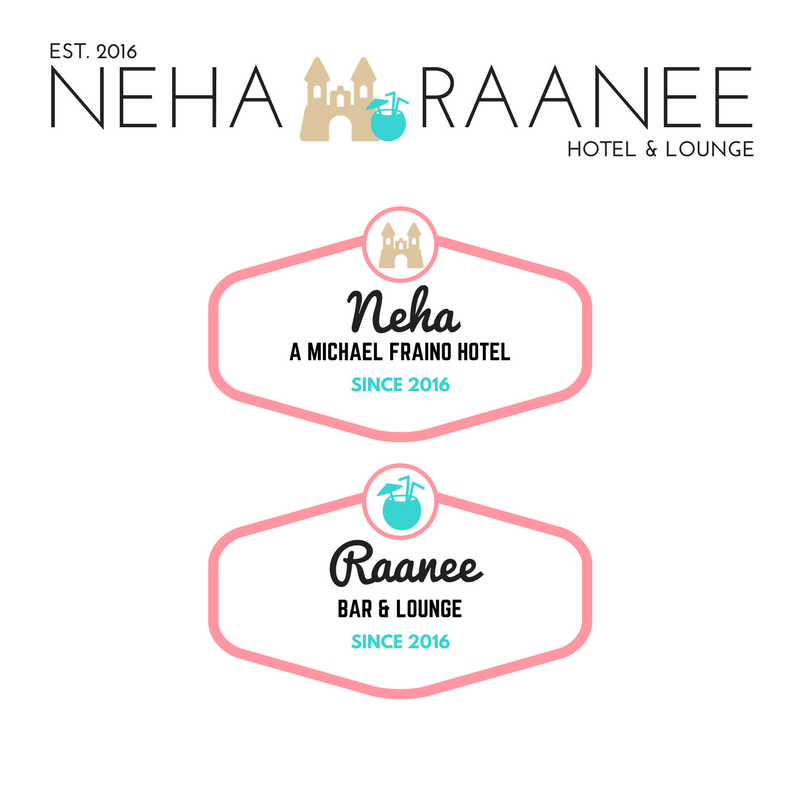 EST. 2016
NEHA RAANEE
HOTEL & LOUNGE
Neha
A MICHAEL FRAINO HOTEL
SINCE 2016
Raanee
BAR & LOUNGE
SINCE 2016